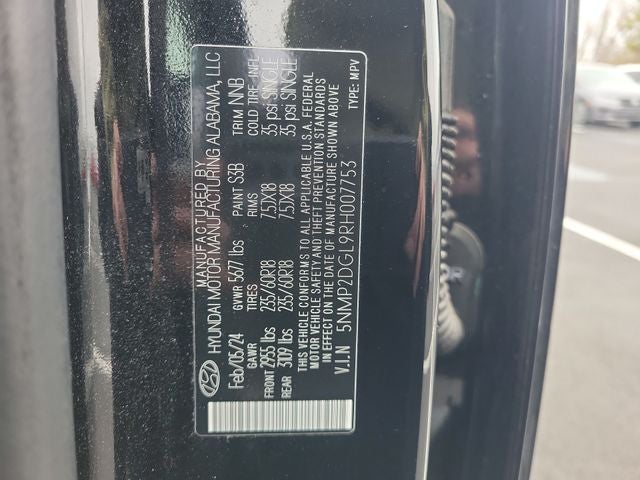 MANUFACTURED BY
HYUNDAI MOTOR MANUFACTURING ALABAMA, LLC
Feb/05/24 GVWR 5677 lbs PAINT S3B TRIM NNB
GAWR TIRES COLD TIRE-INFL
FRONT 2955 lbs 235/60R18 7.5JX18 35 psi SINGLE
REAR 3109 lbs 235/60R18 7.5JX18 35 psi SINGLE
THIS VEHICLE CONFORMS TO ALL APPLICABLE U.S.A. FEDERAL
MOTOR VEHICLE SAFETY AND THEFT PREVENTION STANDARDS
IN EFFECT ON THE DATE OF MANUFACTURE SHOWN ABOVE
V.I.N 5NMP2DGL9RH007753 TYPE: MPV